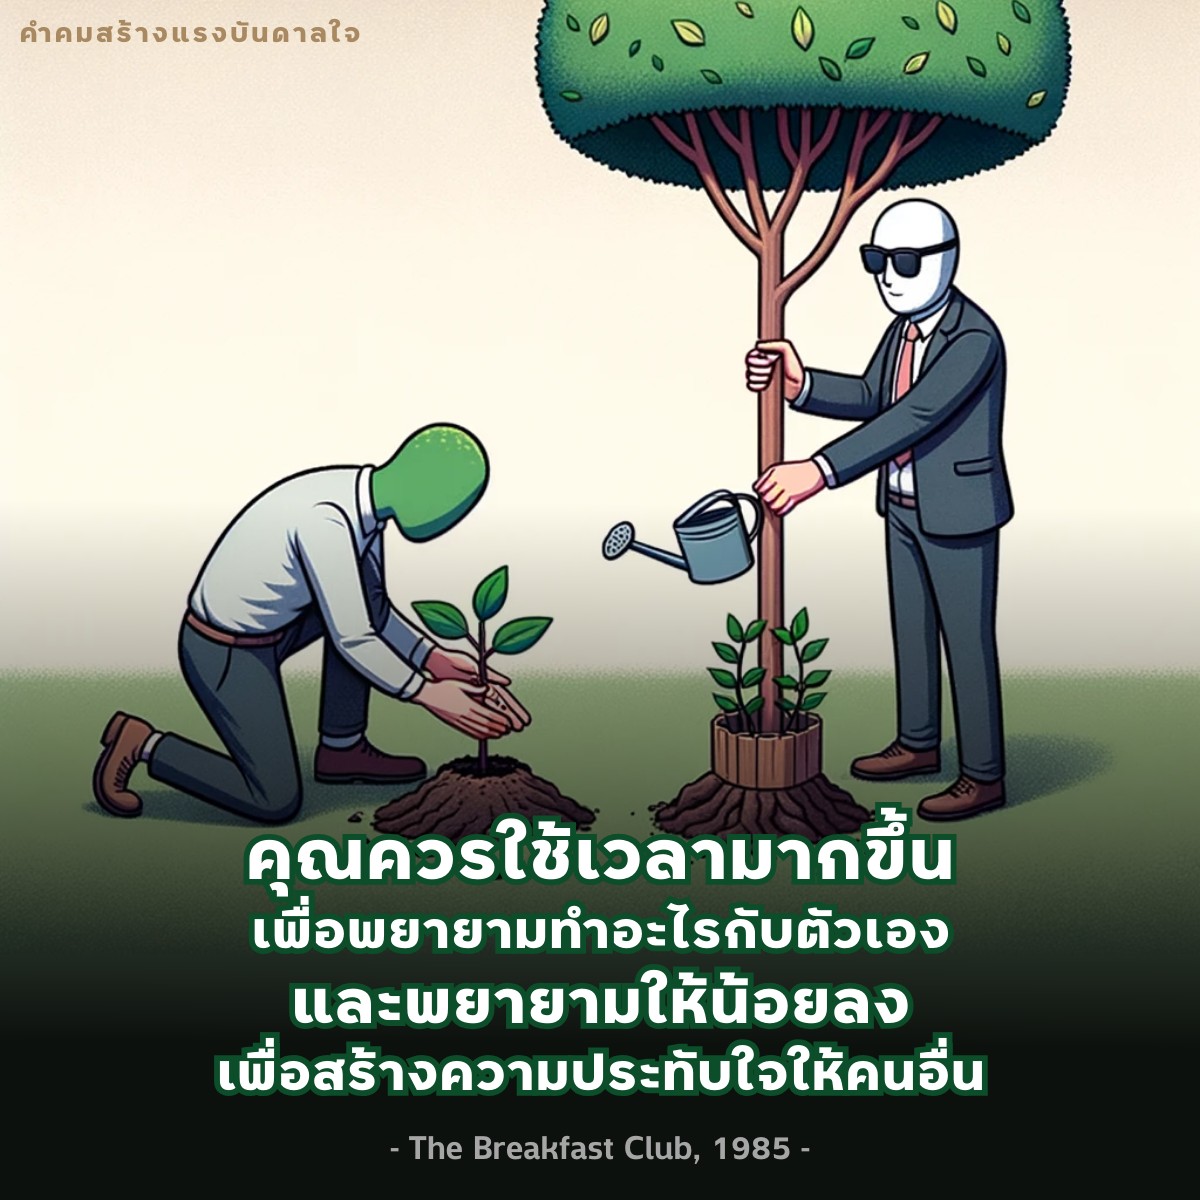 คำคมสร้างแรงบันดาลใจ
คุณควรใช้เวลามากขึ้น
เพื่อพยายามทำอะไรกับตัวเอง
และพยายามให้น้อยลง
เพื่อสร้างความประทับใจให้คนอื่น
- The Breakfast Club, 1985 -